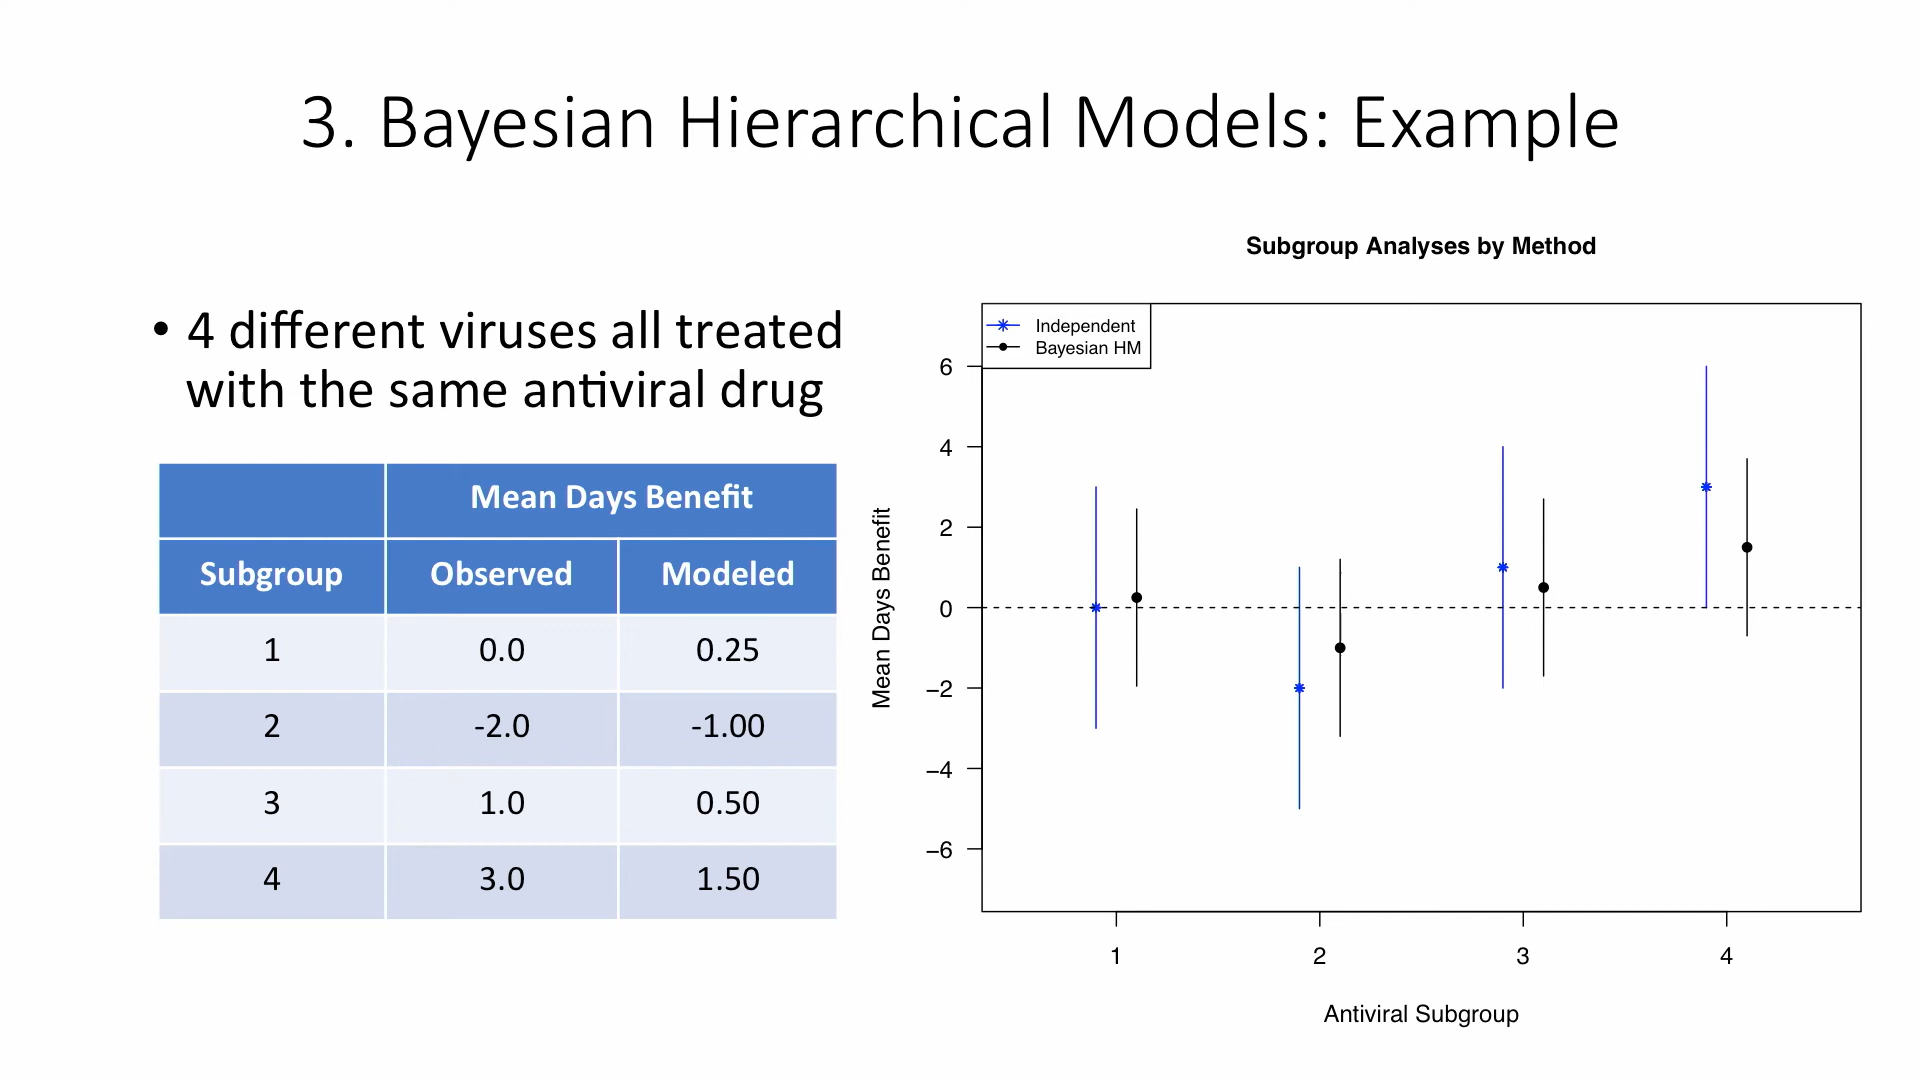 3. Bayesian Hierarchical Models: Example
• 4 different viruses all treated
with the same antiviral drug
Mean Days Benefit
Subgroup Observed Modeled
1 0.0 0.25
2 -2.0 -1.00
3 1.0 0.50
4 3.0 1.50
Subgroup Analyses by Method
Independent
Bayesian HM
Mean Days Benefit
6
4
2
0
−2
−4
−6
1 2 3 4
Antiviral Subgroup